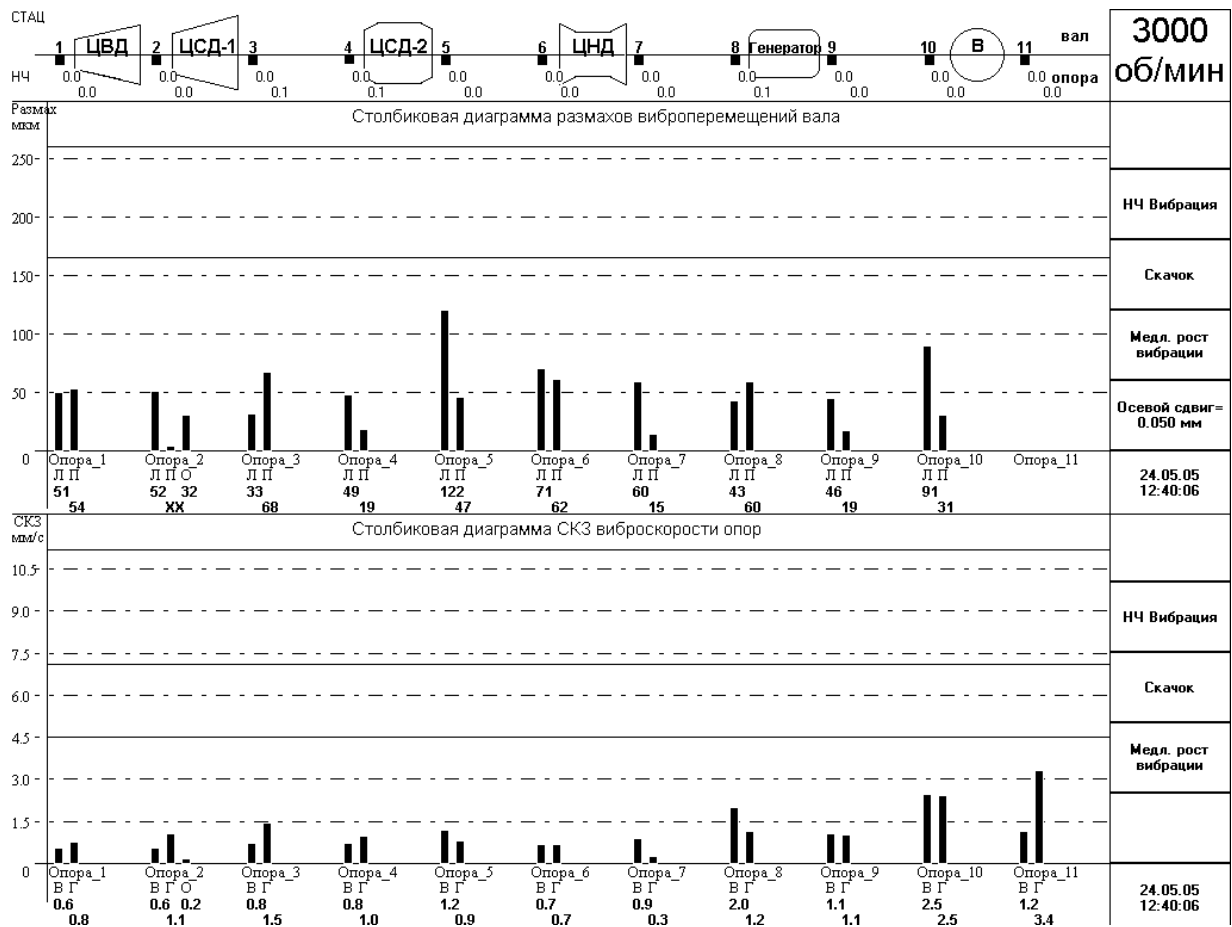 СТАЦ
1 ЦВД 2 ЦСД-1 3 4 ЦСД-2 5 6 ЦНД 7 8 Генератор 9 10 В 11 вал
НЧ 0.0 0.0 0.0 0.0 0.0 0.0 0.0 0.0 0.0 0.0 0.0 опора
0.0 0.0 0.1 0.0 0.0 0.0 0.0 0.1 0.0 0.0 0.0
3000
об/мин
Размах
мкм
Столбиковая диаграмма размахов виброперемещений вала
250
200
150
100
50
0
Опора_1 Опора_2 Опора_3 Опора_4 Опора_5 Опора_6 Опора_7 Опора_8 Опора_9 Опора_10 Опора_11
Л П Л П О Л П Л П Л П Л П Л П Л П Л П Л П
51 52 32 33 49 122 71 60 43 46 91
54 XX 68 19 47 62 15 60 19 31
НЧ Вибрация
Скачок
Медл. рост
вибрации
Осевой сдвиг=
0.050 мм
24.05.05
12:40:06
СКЗ
мм/с
Столбиковая диаграмма СКЗ виброскорости опор
10.5
9.0
7.5
6.0
4.5
3.0
1.5
0
Опора_1 Опора_2 Опора_3 Опора_4 Опора_5 Опора_6 Опора_7 Опора_8 Опора_9 Опора_10 Опора_11
В Г В Г О В Г В Г В Г В Г В Г В Г В Г В Г В Г
0.6 0.6 0.2 0.8 0.8 1.2 0.7 0.9 2.0 1.1 2.5 1.2
0.8 1.1 1.5 1.0 0.9 0.7 0.3 1.2 1.1 2.5 3.4
НЧ Вибрация
Скачок
Медл. рост
вибрации
24.05.05
12:40:06